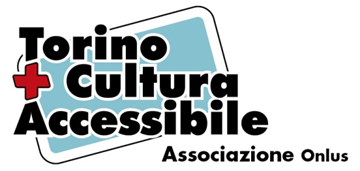 Torino
+ Cultura
Accessibile
Associazione Onlus